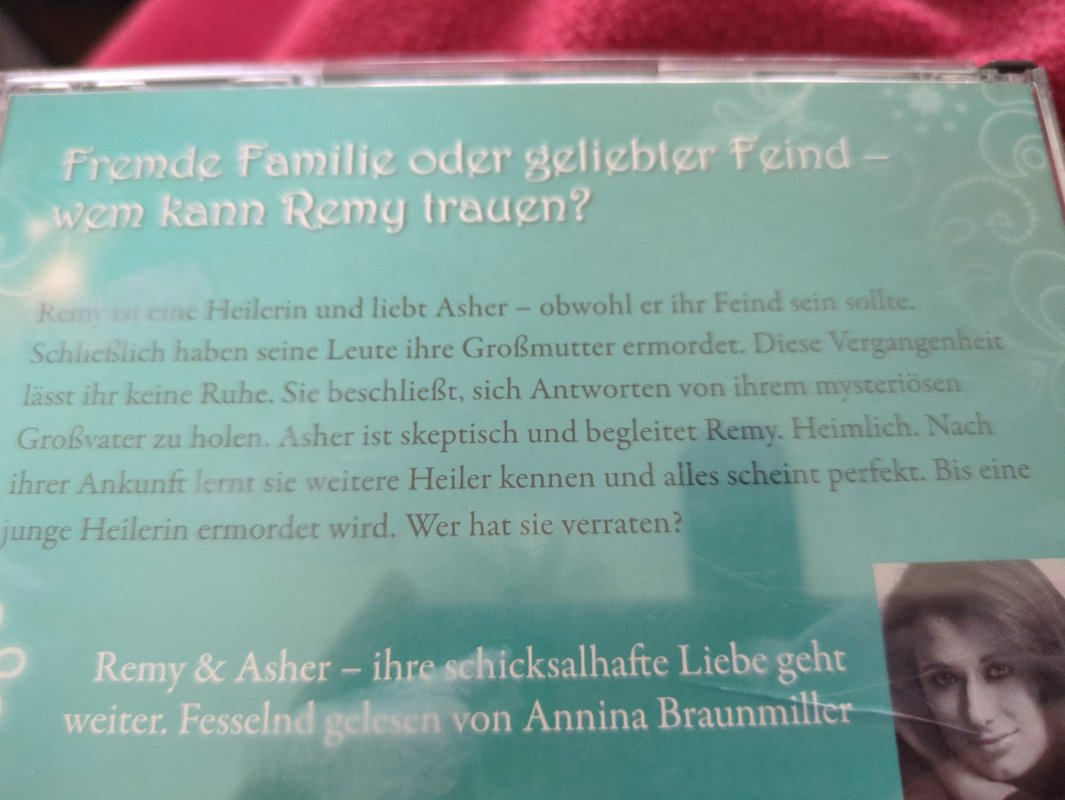 Fremde Familie oder geliebter Feind –
wem kann Remy trauen?
Remy ist eine Heilerin und liebt Asher – obwohl er ihr Feind sein sollte.
Schließlich haben seine Leute ihre Großmutter ermordet. Diese Vergangenheit
lässt ihr keine Ruhe. Sie beschließt, sich Antworten von ihrem mysteriösen
Großvater zu holen. Asher ist skeptisch und begleitet Remy. Heimlich. Nach
ihrer Ankunft lernt sie weitere Heiler kennen und alles scheint perfekt. Bis eine
junge Heilerin ermordet wird. Wer hat sie verraten?
Remy & Asher – ihre schicksalhafte Liebe geht
weiter. Fesselnd gelesen von Annina Braunmiller